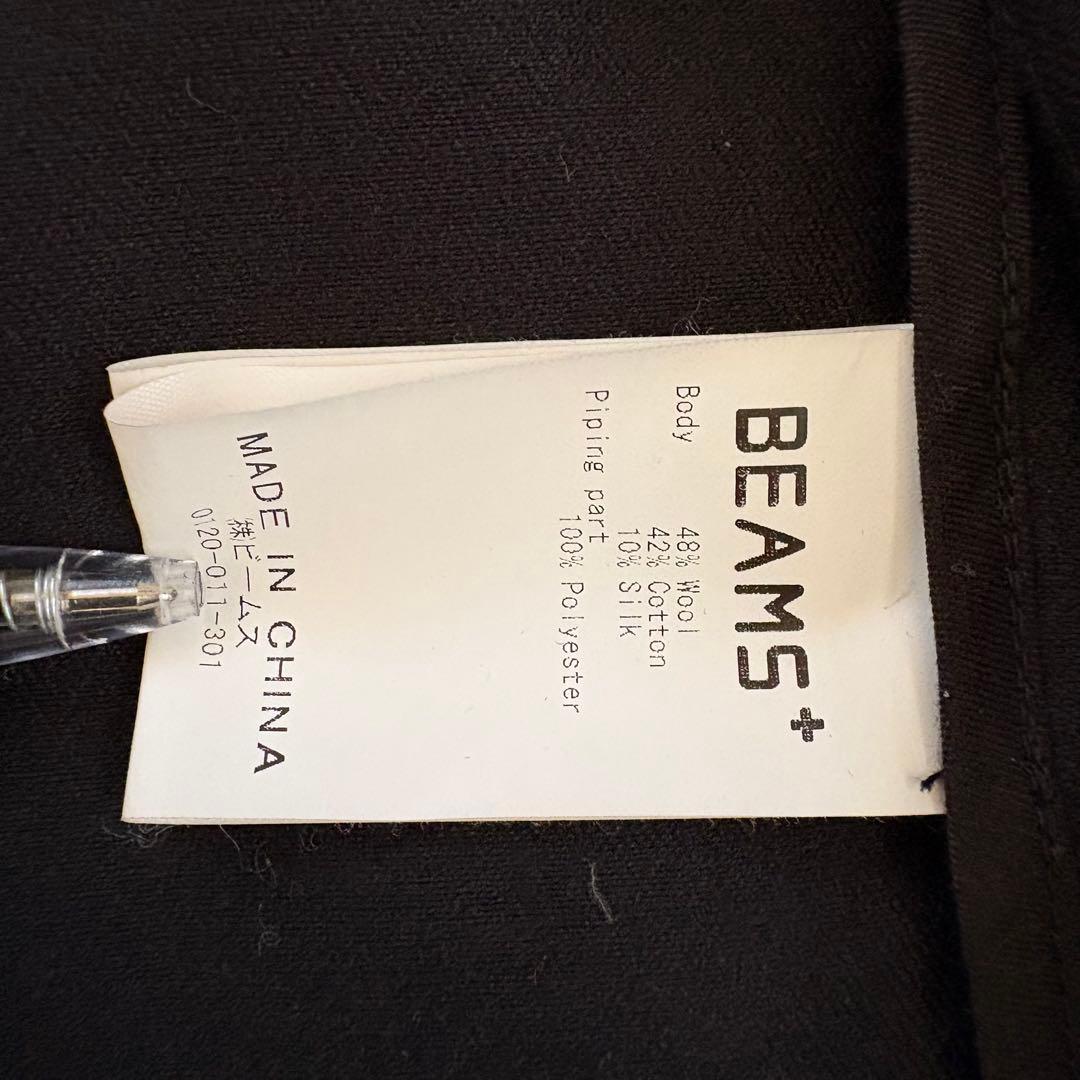 BEAMS+
Body
48% Wool
42% Cotton
10% Silk
Piping part
100% Polyester
MADE IN CHINA
㈱ビームス
0120-011-301